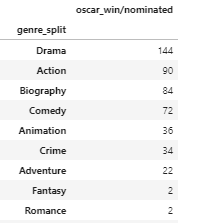 oscar_win/nominated
genre_split
Drama 144
Action 90
Biography 84
Comedy 72
Animation 36
Crime 34
Adventure 22
Fantasy 2
Romance 2